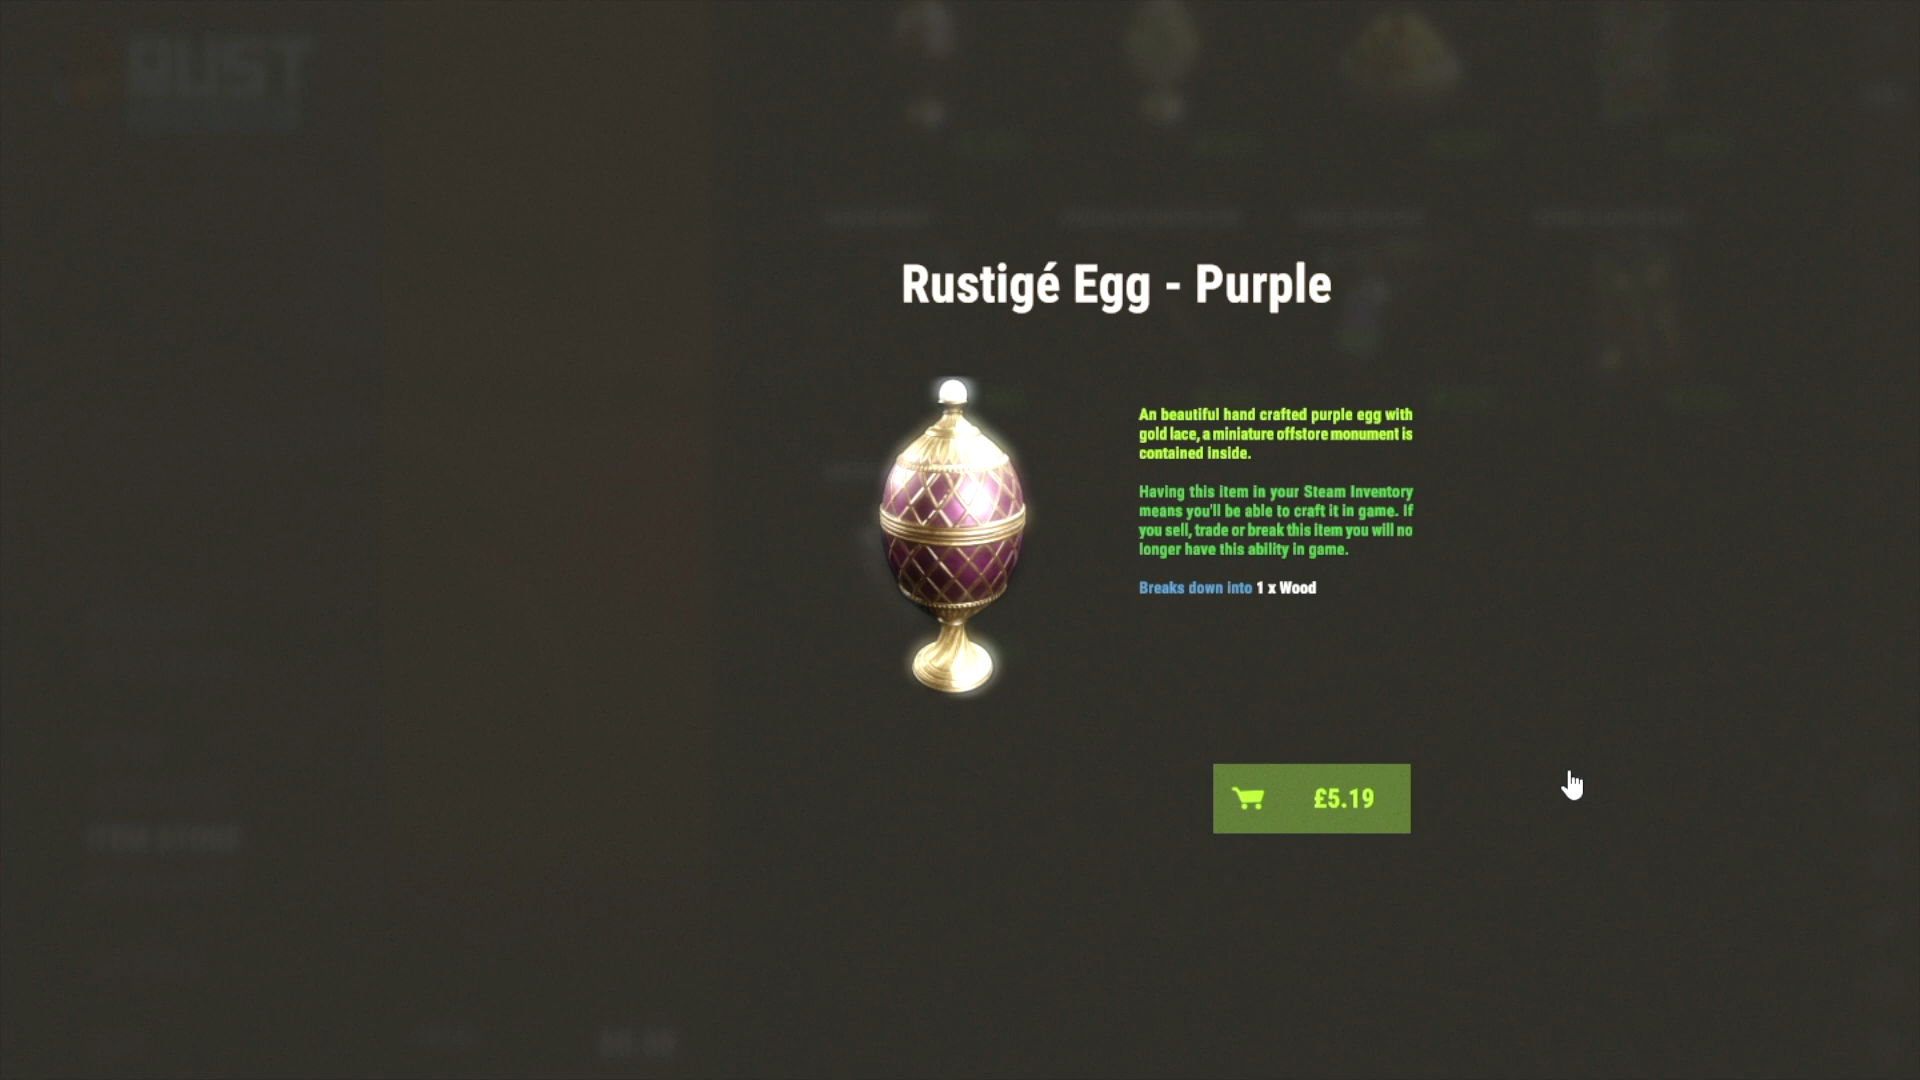 RUST
Rustigé Egg - Purple
An beautiful hand crafted purple egg with
gold lace, a miniature offstore monument is
contained inside.
Having this item in your Steam Inventory
means you'll be able to craft it in game. If
you sell, trade or break this item you will no
longer have this ability in game.
Breaks down into 1 x Wood
£5.19
ITEM STORE